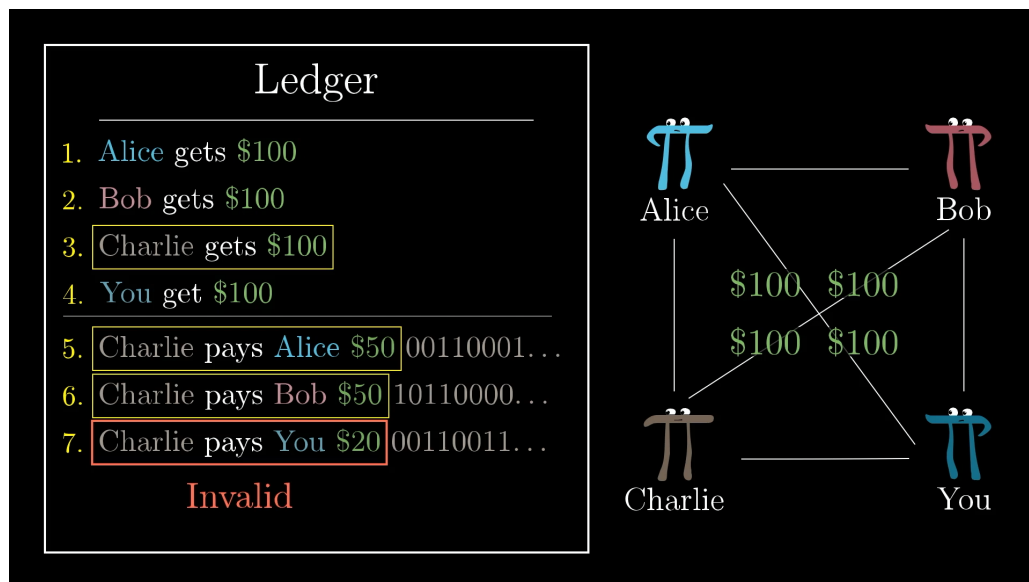 Ledger
1. Alice gets $100
2. Bob gets $100
3. Charlie gets $100
4. You get $100
5. Charlie pays Alice $50 00110001...
6. Charlie pays Bob $50 10110000...
7. Charlie pays You $20 00110011...
Invalid
Alice
Bob
$100 $100
$100 $100
Charlie
You